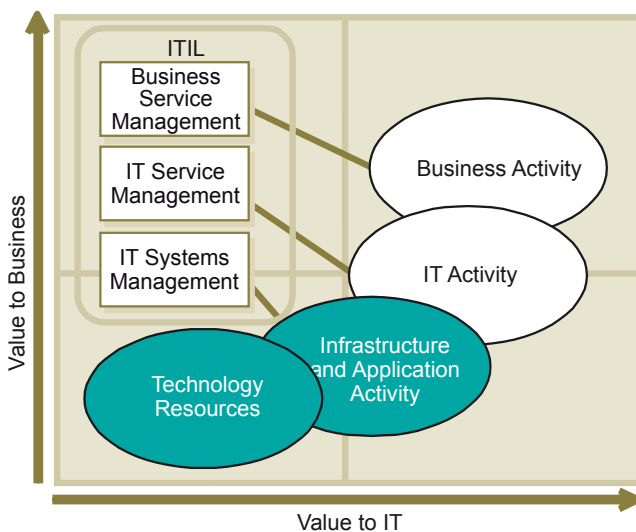 ITIL
Business
Service
Management
IT Service
Management
IT Systems
Management
Business Activity
IT Activity
Infrastructure
and Application
Activity
Technology
Resources
Value to Business
Value to IT